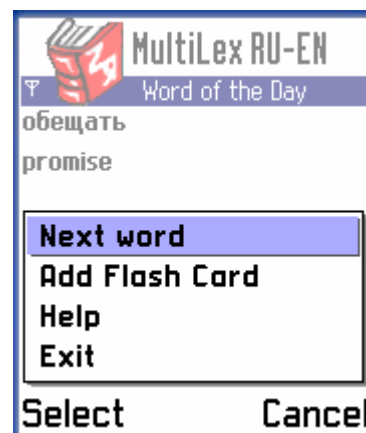 MultiLex RU-EN
Word of the Day
обещать
promise
Next word
Add Flash Card
Help
Exit
Select Cancel